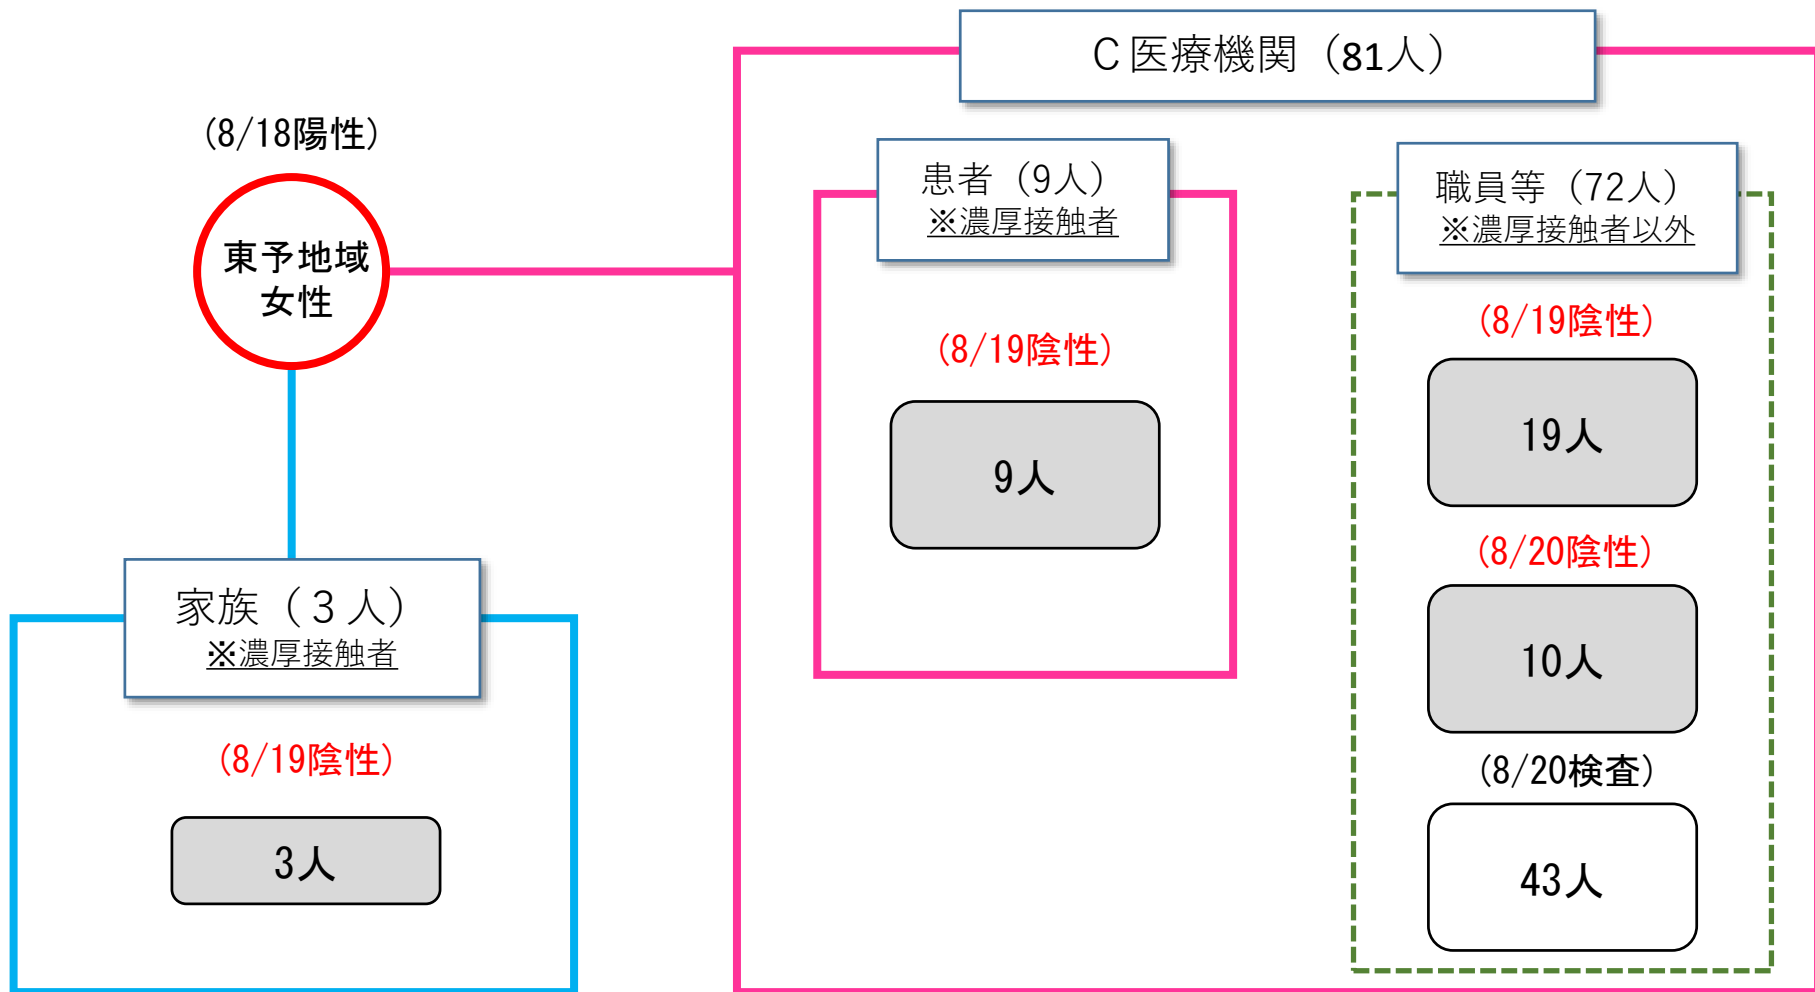 (8/18陽性)
東予地域
女性
家族（３人）
※濃厚接触者
(8/19陰性)
3人
Ｃ医療機関（81人）
患者（9人）
※濃厚接触者
(8/19陰性)
9人
職員等（72人）
※濃厚接触者以外
(8/19陰性)
19人
(8/20陰性)
10人
(8/20検査)
43人